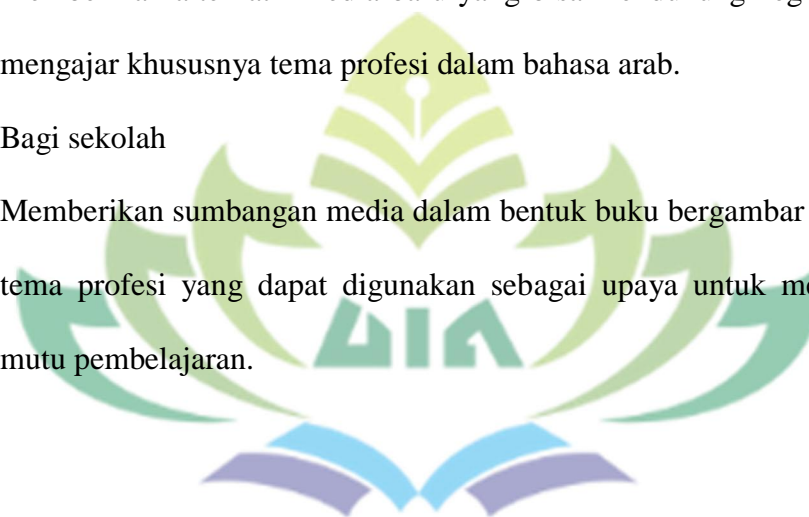 mengajar khususnya tema profesi dalam bahasa arab.
Bagi sekolah
Memberikan sumbangan media dalam bentuk buku bergambar
tema profesi yang dapat digunakan sebagai upaya untuk
mutu pembelajaran.
UIN